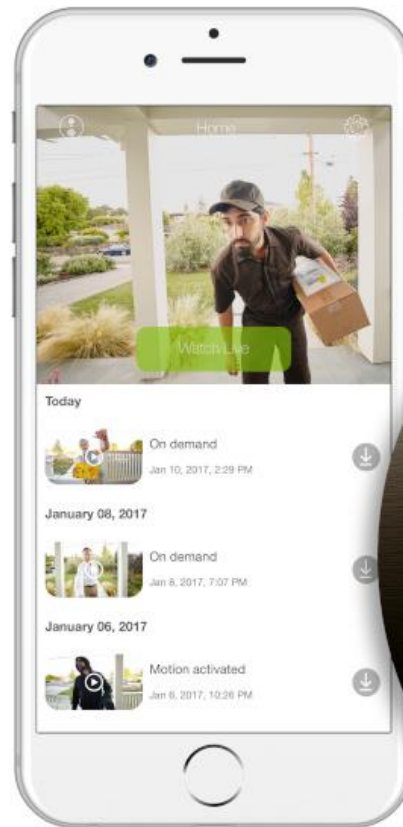 Home
Watch Live
Today
On demand
Jan 10, 2017, 2:29 PM
January 08, 2017
On demand
Jan 8, 2017, 7:07 PM
January 06, 2017
Motion activated
Jan 6, 2017, 10:26 PM